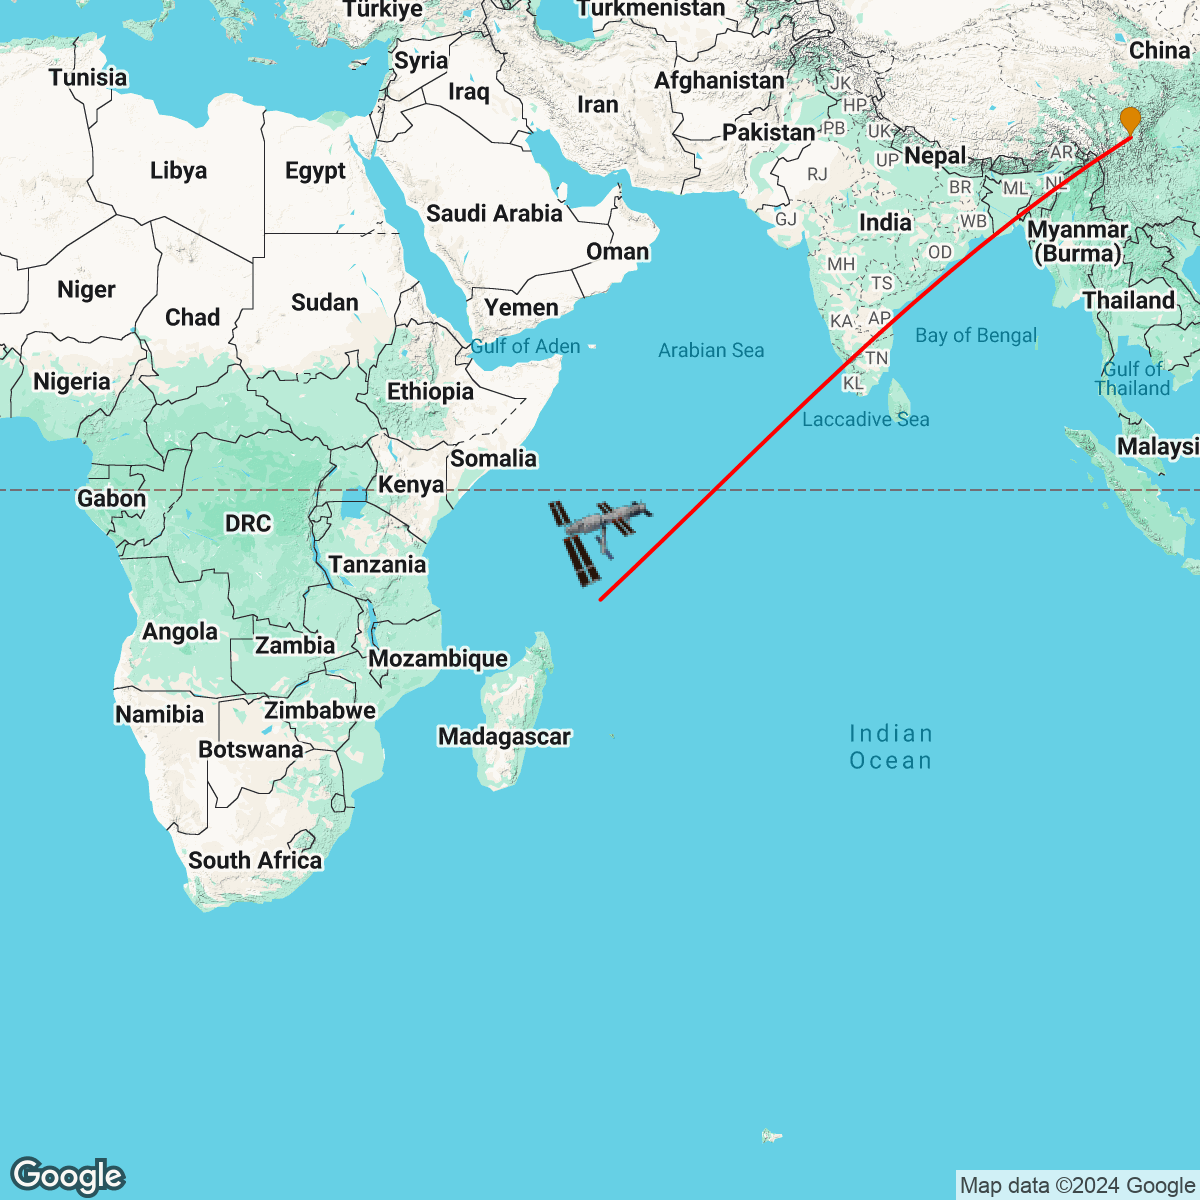 Türkiye
Turkmenistan
China
Tunisia
Syria
Afghanistan
JK
Iraq
Iran
HP
Pakistan
PB
UK
Nepal
AR
Libya
Egypt
UP
RJ
BR
ML
NL
Saudi Arabia
GJ
India
WB
Myanmar
(Burma)
Oman
OD
MH
TS
Niger
Sudan
Yemen
Thailand
Chad
KA
AP
Bay of Bengal
Gulf of Aden
Arabian Sea
TN
Gulf of
Thailand
Nigeria
Ethiopia
KL
Laccadive Sea
Malaysi
Somalia
Kenya
Gabon
DRC
Tanzania
Angola
Zambia
Mozambique
Namibia
Zimbabwe
Madagascar
Botswana
Indian
Ocean
South Africa
Google
Map data ©2024 Google